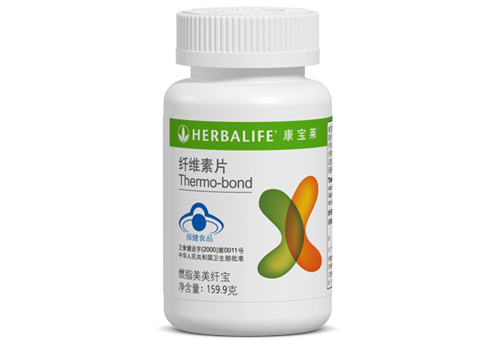 HERBALIFE® 康宝莱
纤维素片
Thermo-bond
保健食品
卫食健进字(2000)第0011号
中华人民共和国卫生部批准
燃脂美美纤宝
净含量：159.9克